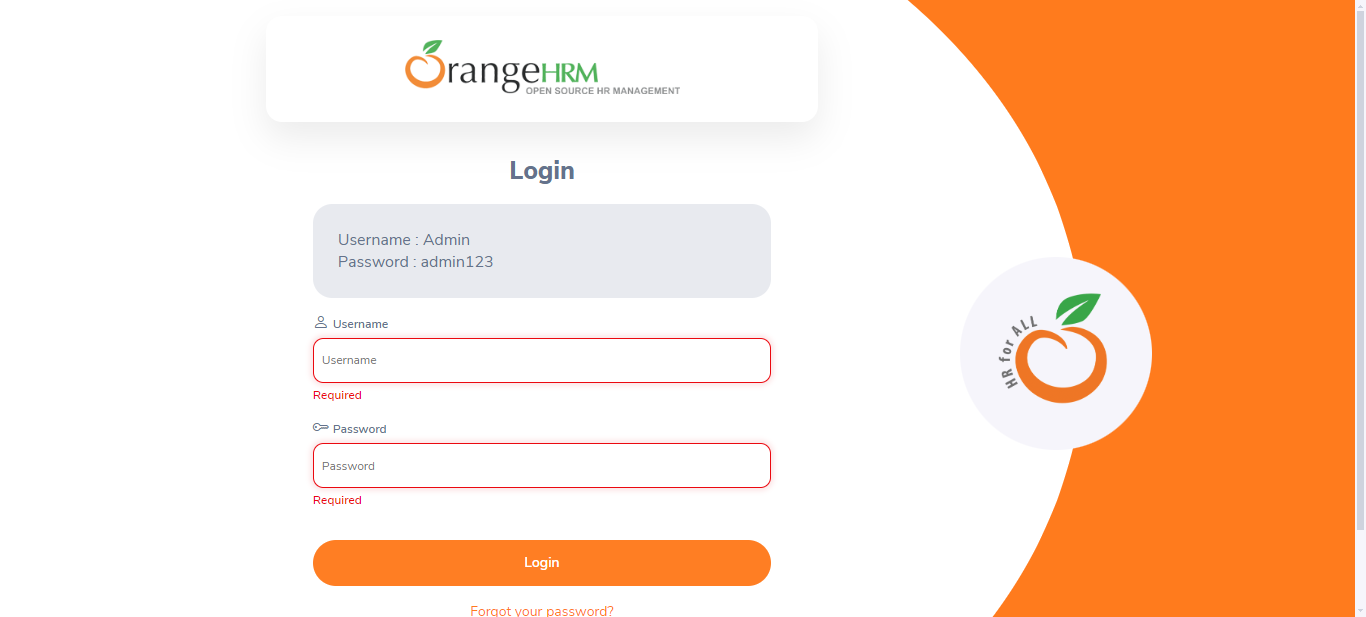 OrangeHRM
OPEN SOURCE HR MANAGEMENT
Login
Username : Admin
Password : admin123
Username
Username
Required
Password
Password
Required
Login
Forgot your password?
HR for ALL